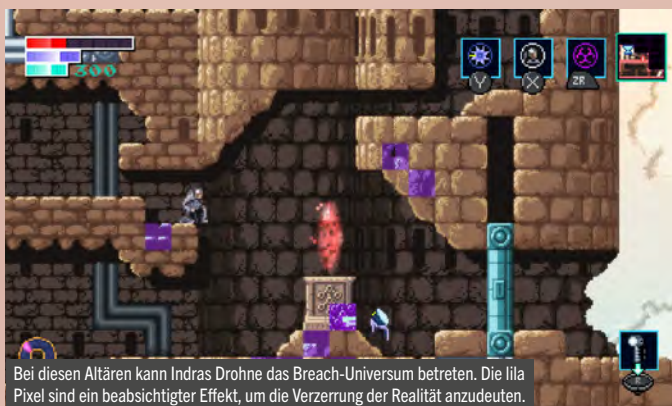 300
Y
X
ZR
R
Bei diesen Altären kann Indras Drohne das Breach-Universum betreten. Die lila
Pixel sind ein beabsichtigter Effekt, um die Verzerrung der Realität anzudeuten.